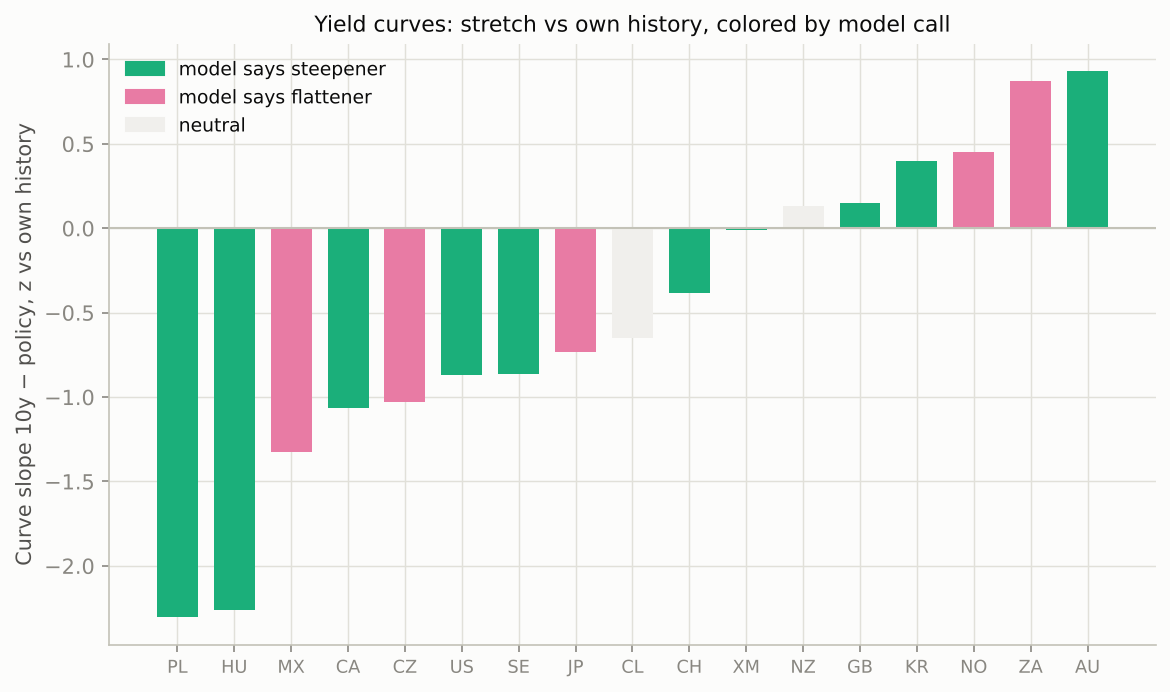 Yield curves: stretch vs own history, colored by model call
model says steepener
model says flattener
neutral
Curve slope 10y − policy, z vs own history
1.0
0.5
0.0
−0.5
−1.0
−1.5
−2.0
PL HU MX CA CZ US SE JP CL CH XM NZ GB KR NO ZA AU